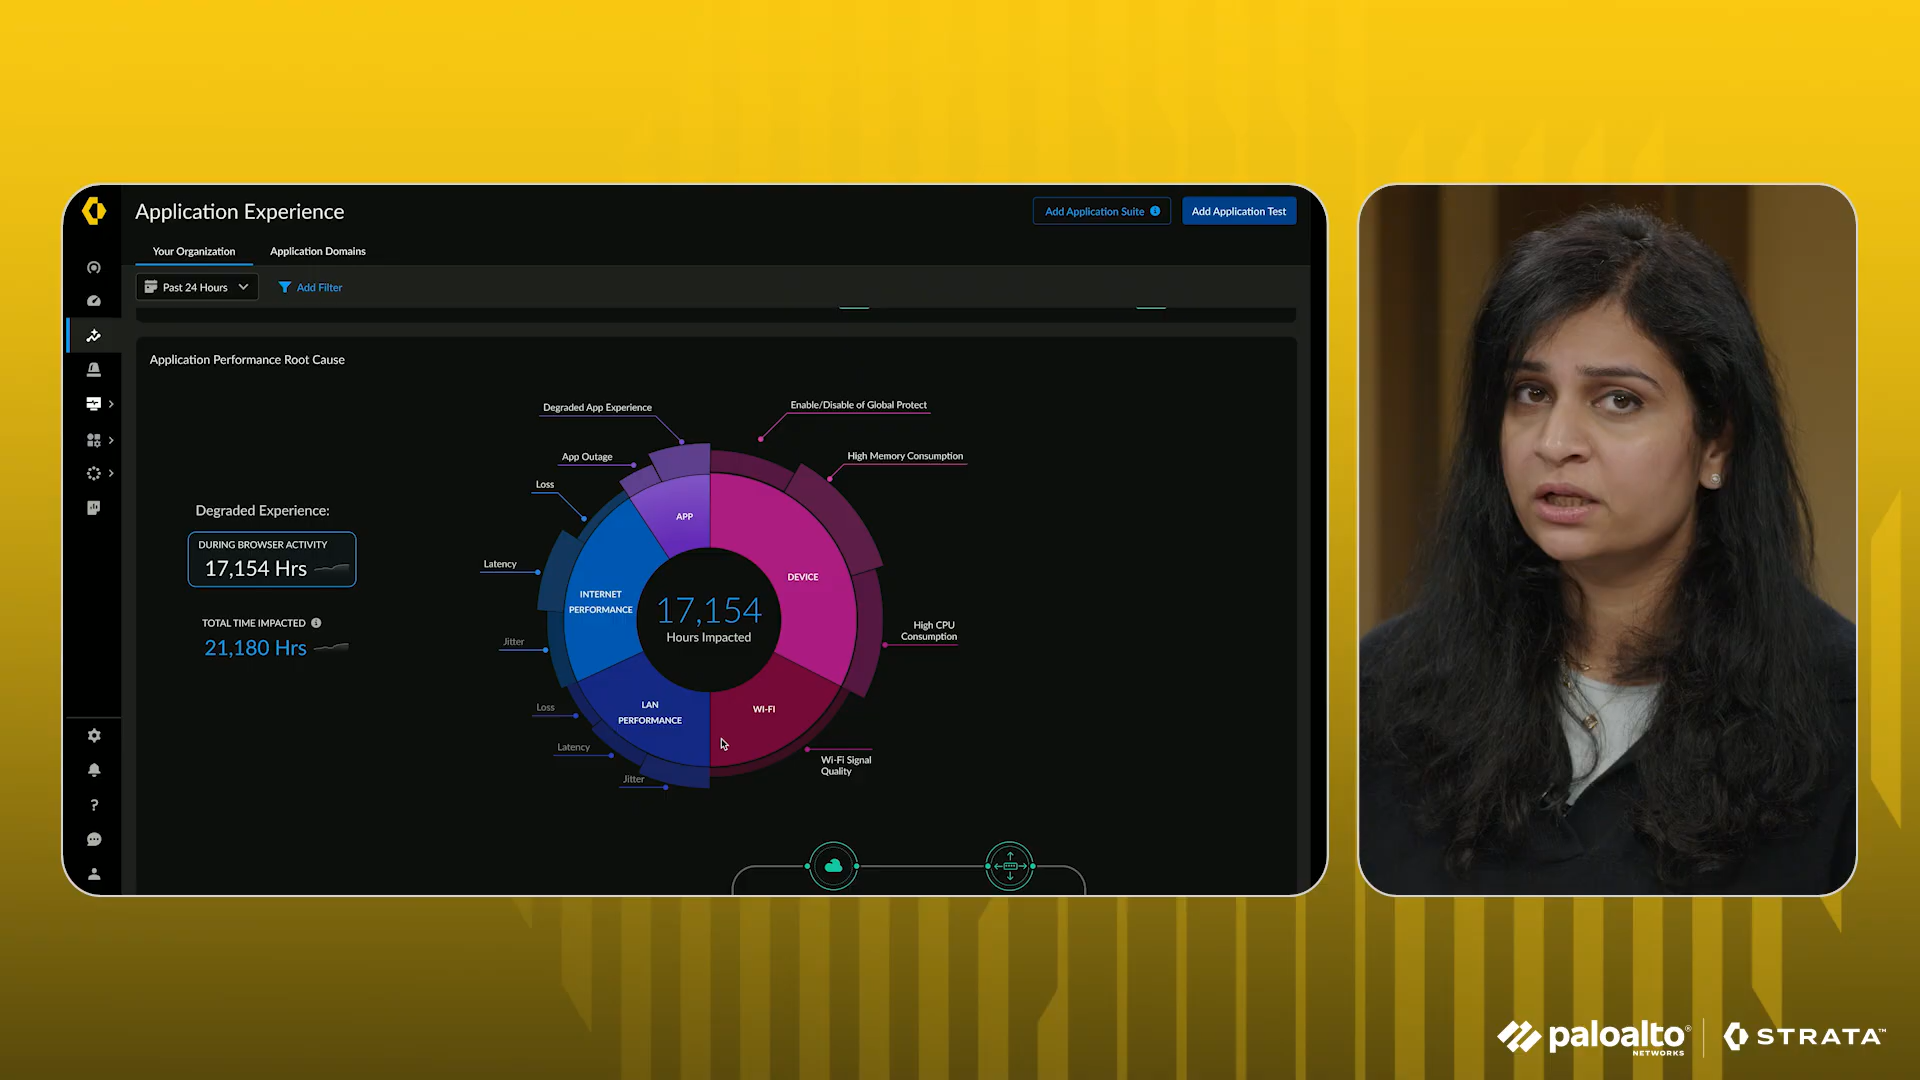 Application Experience
Add Application Suite
Add Application Test
Your Organization
Application Domains
Past 24 Hours
Add Filter
Application Performance Root Cause
Degraded App Experience
Enable/Disable of Global Protect
App Outage
High Memory Consumption
Loss
Degraded Experience:
DURING BROWSER ACTIVITY
17,154 Hrs
TOTAL TIME IMPACTED
21,180 Hrs
APP
Latency
DEVICE
INTERNET
PERFORMANCE
17,154
Hours Impacted
High CPU
Consumption
Jitter
Loss
LAN
PERFORMANCE
WI-FI
Latency
Wi-Fi Signal
Quality
Jitter
?
paloalto®
NETWORKS
STRATA™